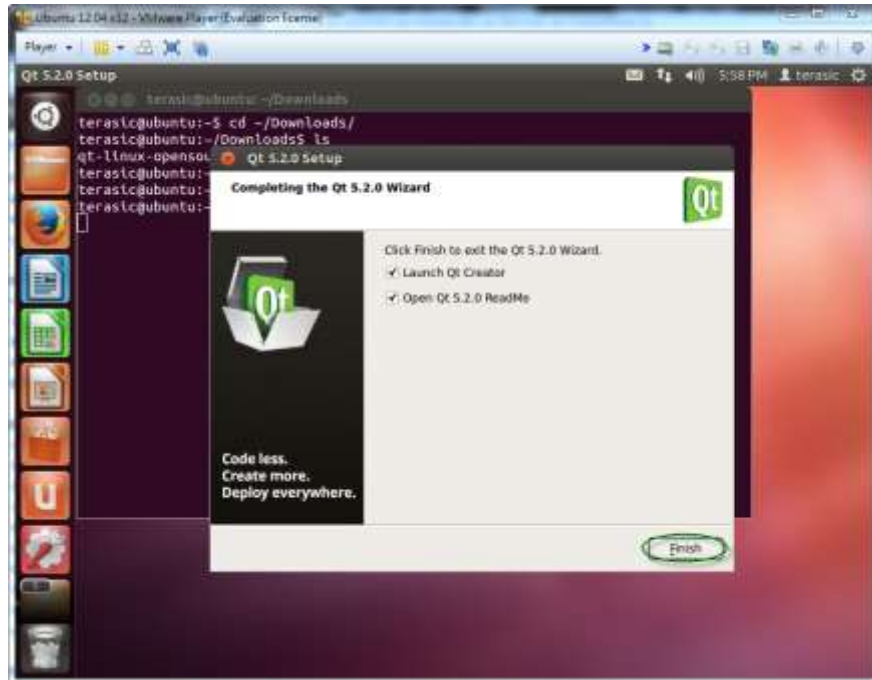 Ubuntu 12.04 x32 - VMware Player (Evaluation license)
Player
Qt 5.2.0 Setup
5:58 PM terasic
terasic@ubuntu: ~/Downloads
terasic@ubuntu:~$ cd ~/Downloads/
terasic@ubuntu:~/Downloads$ ls
qt-linux-opensou
terasic@ubuntu:~
terasic@ubuntu:~
terasic@ubuntu:~
Qt 5.2.0 Setup
Completing the Qt 5.2.0 Wizard
Qt
Click Finish to exit the Qt 5.2.0 Wizard.
Launch Qt Creator
Open Qt 5.2.0 ReadMe
Qt
Code less.
Create more.
Deploy everywhere.
Finish